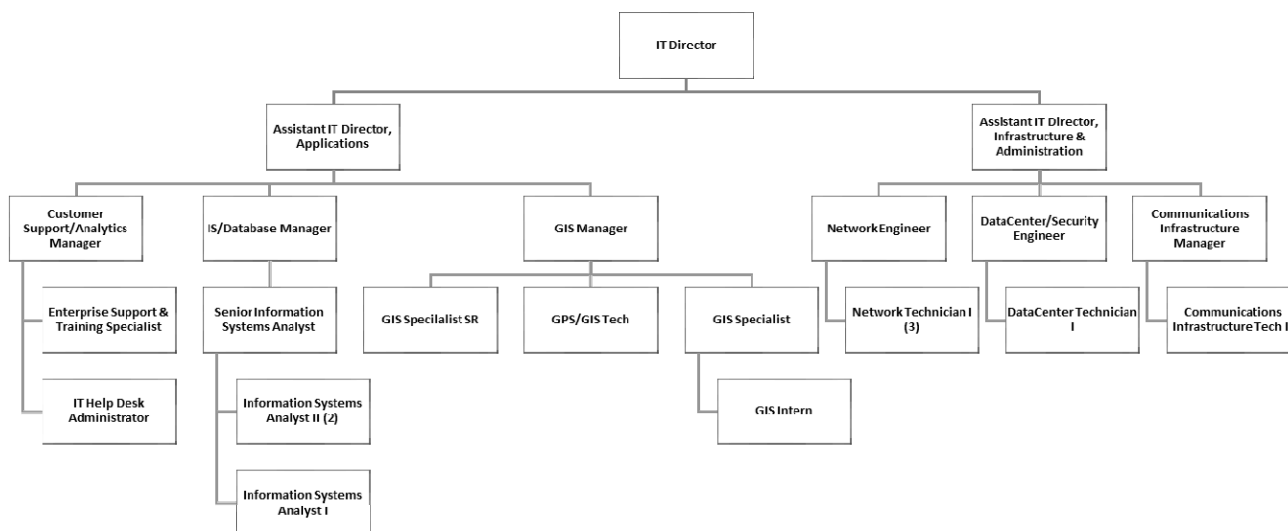 IT Director
Assistant IT Director,
Applications
Assistant IT Director,
Infrastructure &
Administration
Customer
Support/Analytics
Manager
IS/Database Manager
GIS Manager
Network Engineer
DataCenter/Security
Engineer
Communications
Infrastructure
Manager
Enterprise Support &
Training Specialist
Senior Information
Systems Analyst
GIS Specilalist SR
GPS/GIS Tech
GIS Specialist
Network Technician I
(3)
DataCenter Technician
I
Communications
Infrastructure Tech I
IT Help Desk
Administrator
Information Systems
Analyst II (2)
GIS Intern
Information Systems
Analyst I